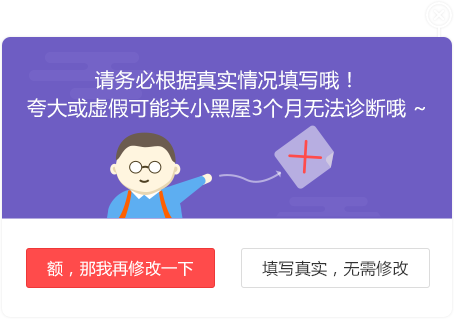 请务必根据真实情况填写哦！
夸大或虚假可能关小黑屋3个月无法诊断哦 ~
额，那我再修改一下
填写真实，无需修改